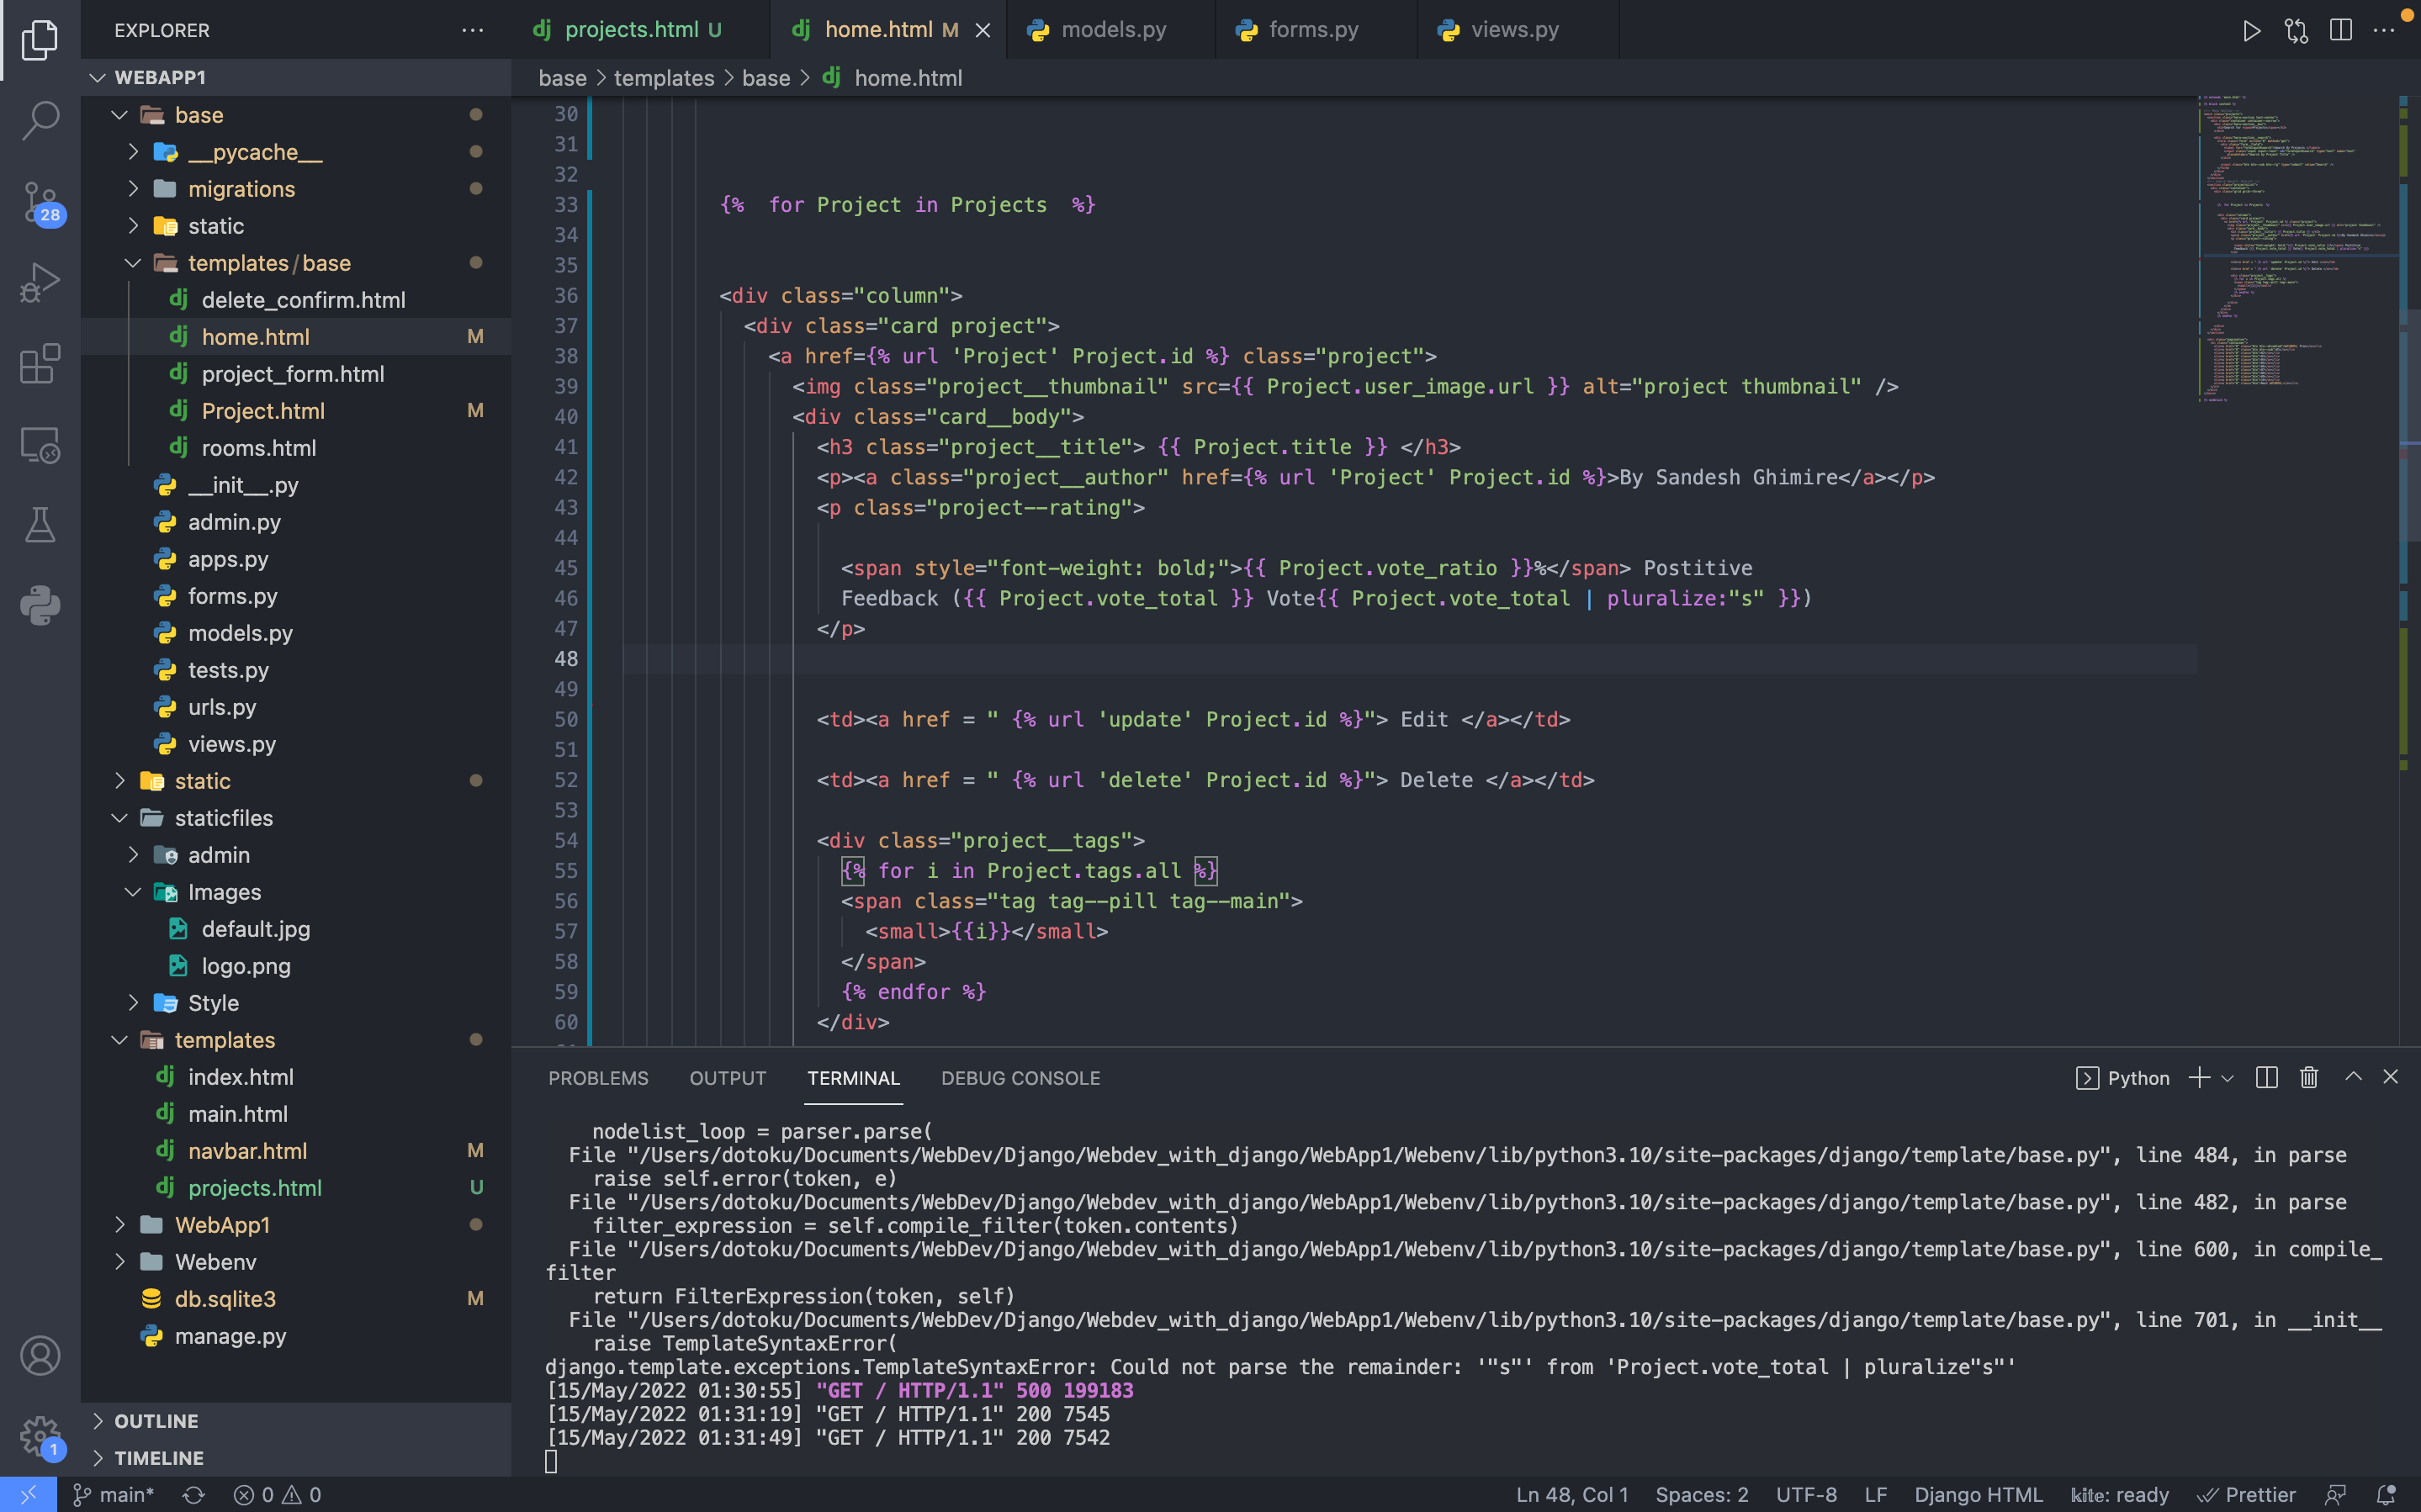 EXPLORER
projects.html U
home.html M
models.py
forms.py
views.py
WEBAPP1
base > templates > base > home.html
base
__pycache__
migrations
static
templates/base
delete_confirm.html
home.html M
project_form.html
Project.html M
rooms.html
__init__.py
admin.py
apps.py
forms.py
models.py
tests.py
urls.py
views.py
static
staticfiles
admin
Images
default.jpg
logo.png
Style
templates
index.html
main.html
navbar.html M
projects.html U
WebApp1
Webenv
db.sqlite3 M
manage.py
OUTLINE
TIMELINE
28
1
30
31
32
33 {%  for Project in Projects  %}
34
35
36 <div class="column">
37 <div class="card project">
38 <a href={% url 'Project' Project.id %} class="project">
39 <img class="project__thumbnail" src={{ Project.user_image.url }} alt="project thumbnail" />
40 <div class="card__body">
41 <h3 class="project__title"> {{ Project.title }} </h3>
42 <p><a class="project__author" href={% url 'Project' Project.id %}>By Sandesh Ghimire</a></p>
43 <p class="project--rating">
44
45 <span style="font-weight: bold;">{{ Project.vote_ratio }}%</span> Postitive
46 Feedback ({{ Project.vote_total }} Vote{{ Project.vote_total | pluralize:"s" }})
47 </p>
48
49
50 <td><a href = " {% url 'update' Project.id %}"> Edit </a></td>
51
52 <td><a href = " {% url 'delete' Project.id %}"> Delete </a></td>
53
54 <div class="project__tags">
55 {% for i in Project.tags.all %}
56 <span class="tag tag--pill tag--main">
57 <small>{{i}}</small>
58 </span>
59 {% endfor %}
60 </div>
PROBLEMS OUTPUT TERMINAL DEBUG CONSOLE
Python
nodelist_loop = parser.parse(
File "/Users/dotoku/Documents/WebDev/Django/Webdev_with_django/WebApp1/Webenv/lib/python3.10/site-packages/django/template/base.py", line 484, in parse
raise self.error(token, e)
File "/Users/dotoku/Documents/WebDev/Django/Webdev_with_django/WebApp1/Webenv/lib/python3.10/site-packages/django/template/base.py", line 482, in parse
filter_expression = self.compile_filter(token.contents)
File "/Users/dotoku/Documents/WebDev/Django/Webdev_with_django/WebApp1/Webenv/lib/python3.10/site-packages/django/template/base.py", line 600, in compile_
filter
return FilterExpression(token, self)
File "/Users/dotoku/Documents/WebDev/Django/Webdev_with_django/WebApp1/Webenv/lib/python3.10/site-packages/django/template/base.py", line 701, in __init__
raise TemplateSyntaxError(
django.template.exceptions.TemplateSyntaxError: Could not parse the remainder: '"s"' from 'Project.vote_total | pluralize"s"'
[15/May/2022 01:30:55] "GET / HTTP/1.1" 500 199183
[15/May/2022 01:31:19] "GET / HTTP/1.1" 200 7545
[15/May/2022 01:31:49] "GET / HTTP/1.1" 200 7542
main* 0 0
Ln 48, Col 1 Spaces: 2 UTF-8 LF Django HTML kite: ready Prettier